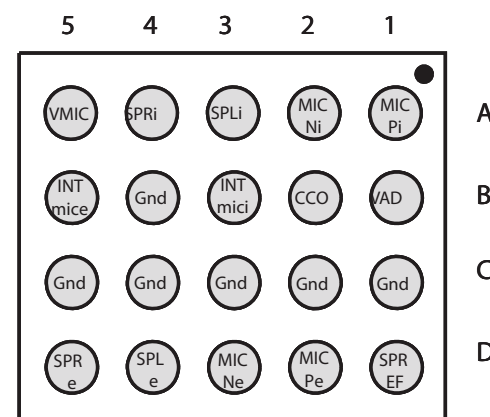 5 4 3 2 1
VMIC SPRi SPLi MIC Ni MIC Pi A
INT mice Gnd INT mici CCO VAD B
Gnd Gnd Gnd Gnd Gnd C
SPR e SPL e MIC Ne MIC Pe SPR EF D